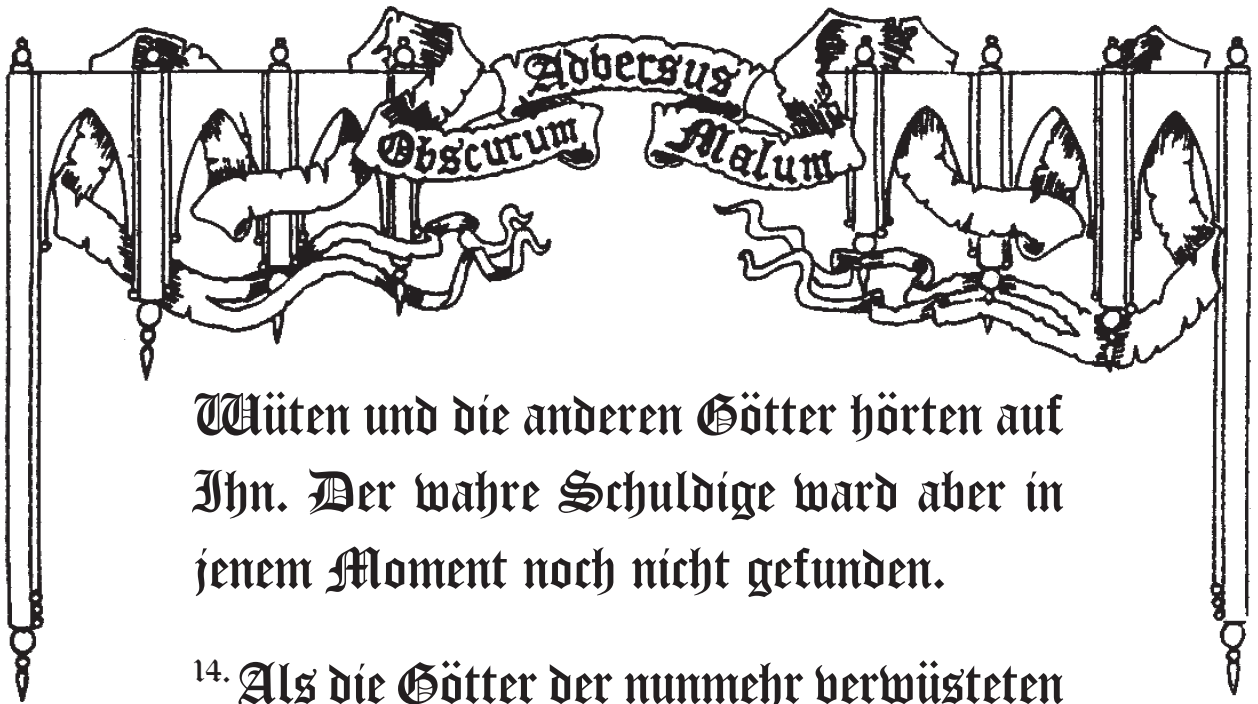 Adversus
Obscurum Malum
Wüten und die anderen Götter hörten auf
Ihn. Der wahre Schuldige ward aber in
jenem Moment noch nicht gefunden.
14. Als die Götter der nunmehr verwüsteten